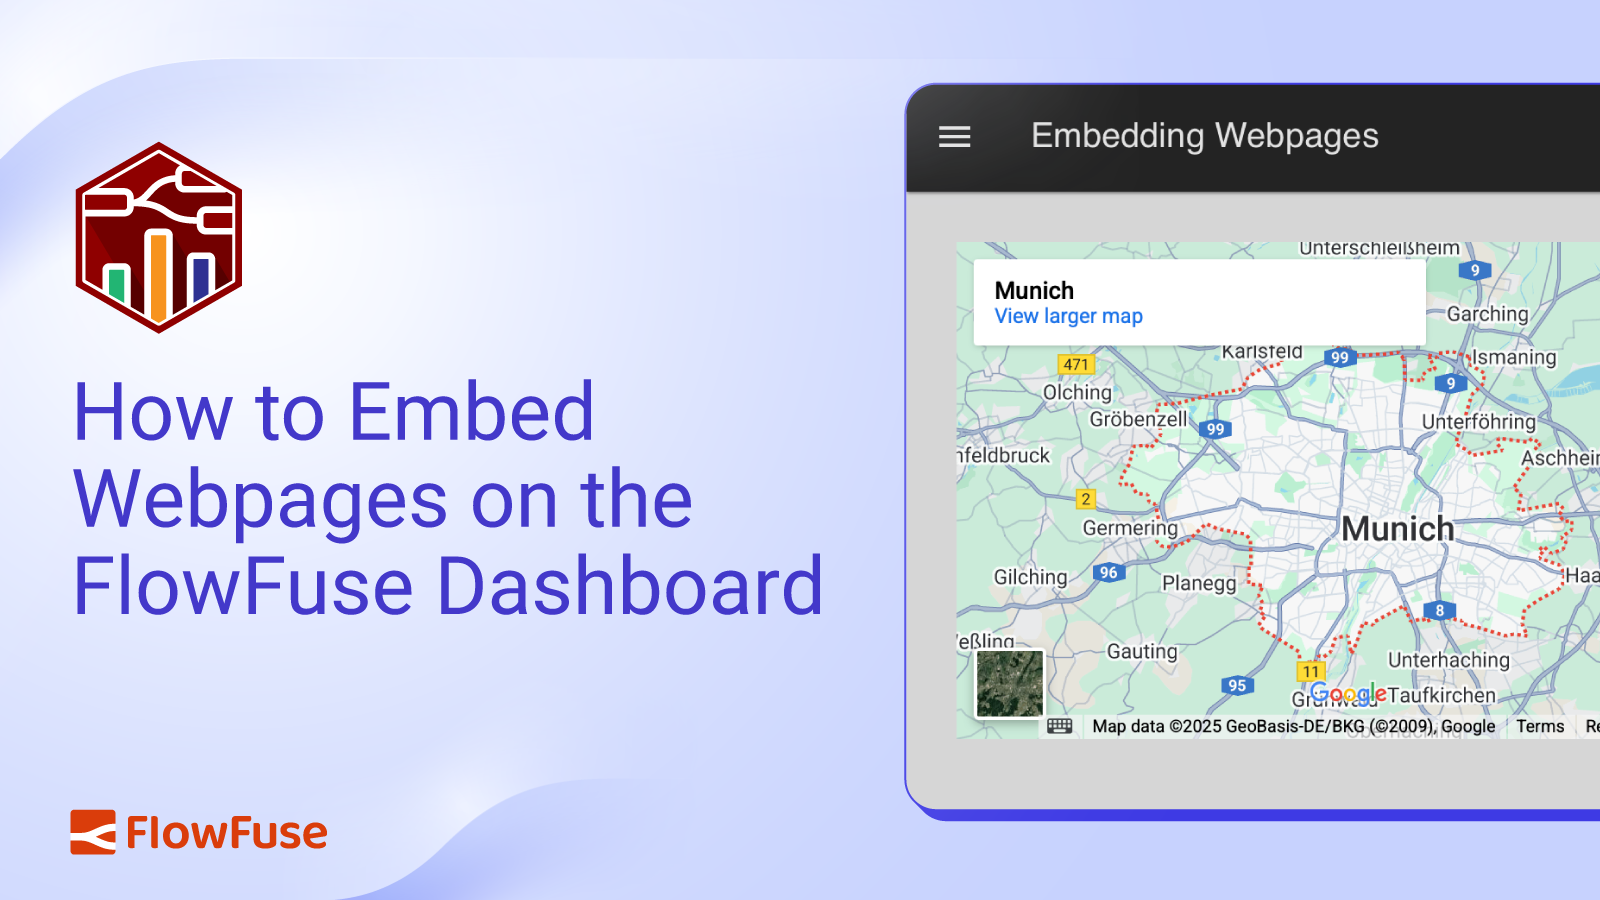 How to Embed
Webpages on the
FlowFuse Dashboard
FlowFuse
Embedding Webpages
Munich
View larger map
Unterschleißheim
9
Garching
Karlsfeld
99
Ismaning
471
9
Olching
Gröbenzell
99
Unterföhring
Aschheim
2
Germering
Munich
Gilching
96
Planegg
8
Gauting
Unterhaching
95
11
Google
Taufkirchen
Map data ©2025 GeoBasis-DE/BKG (©2009), Google
Terms